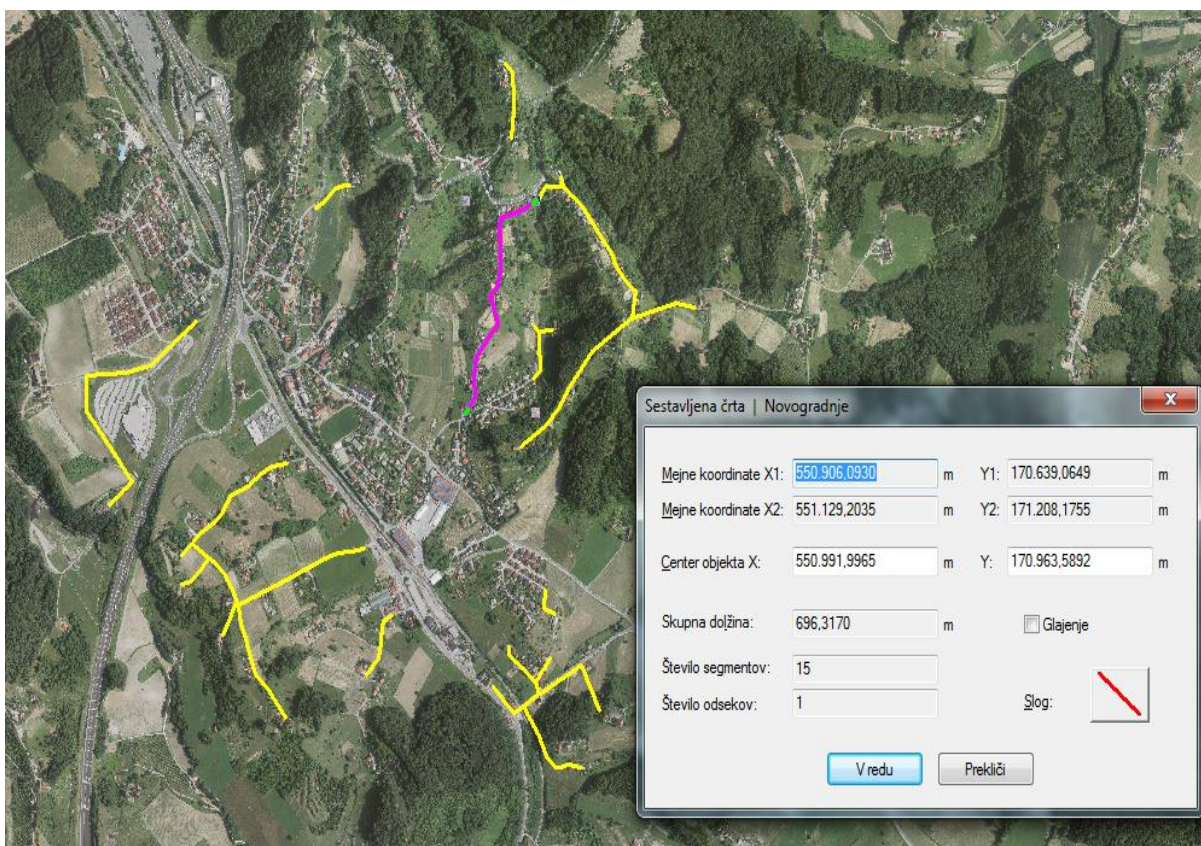 Sestavljena črta | Novogradnje
Mejne koordinate X1: 550.906,0930 m Y1: 170.639,0649 m
Mejne koordinate X2: 551.129,2035 m Y2: 171.208,1755 m
Center objekta X: 550.991,9965 m Y: 170.963,5892 m
Skupna dolžina: 696,3170 m Glajenje
Število segmentov: 15
Število odsekov: 1 Slog:
V redu Prekliči